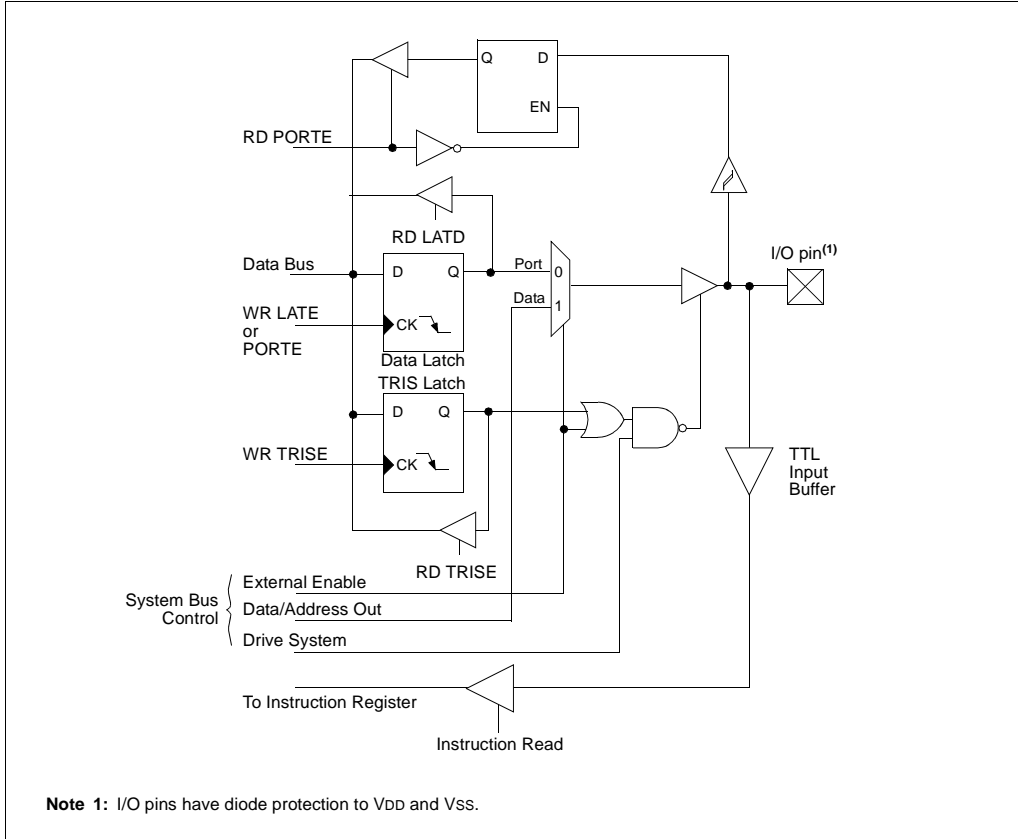 Q D
EN
RD PORTE
RD LATD
I/O pin(1)
Data Bus
D Q
Port 0
Data 1
WR LATE
or
PORTE
CK
Data Latch
TRIS Latch
D Q
WR TRISE
CK
TTL
Input
Buffer
RD TRISE
System Bus
Control
External Enable
Data/Address Out
Drive System
To Instruction Register
Instruction Read
Note 1: I/O pins have diode protection to VDD and VSS.